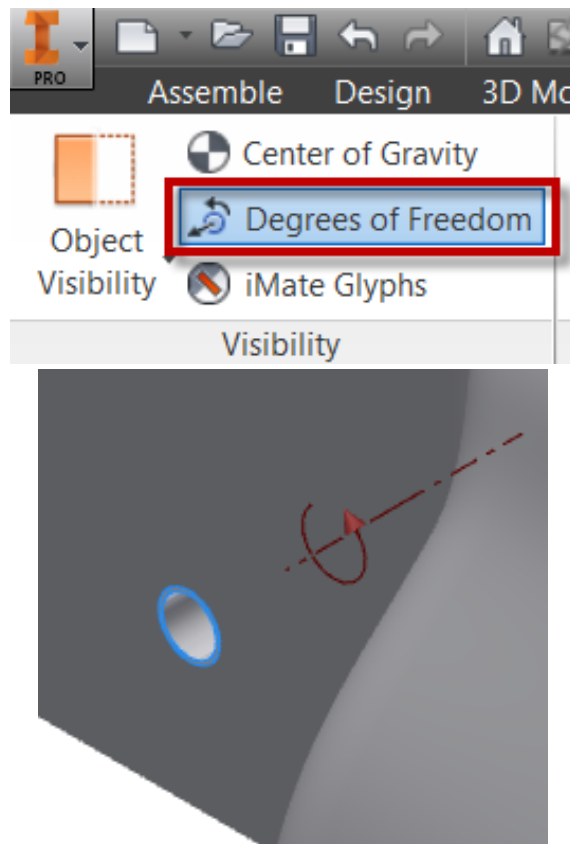 PRO
Assemble Design 3D Mo
Center of Gravity
Degrees of Freedom
Object
Visibility
iMate Glyphs
Visibility